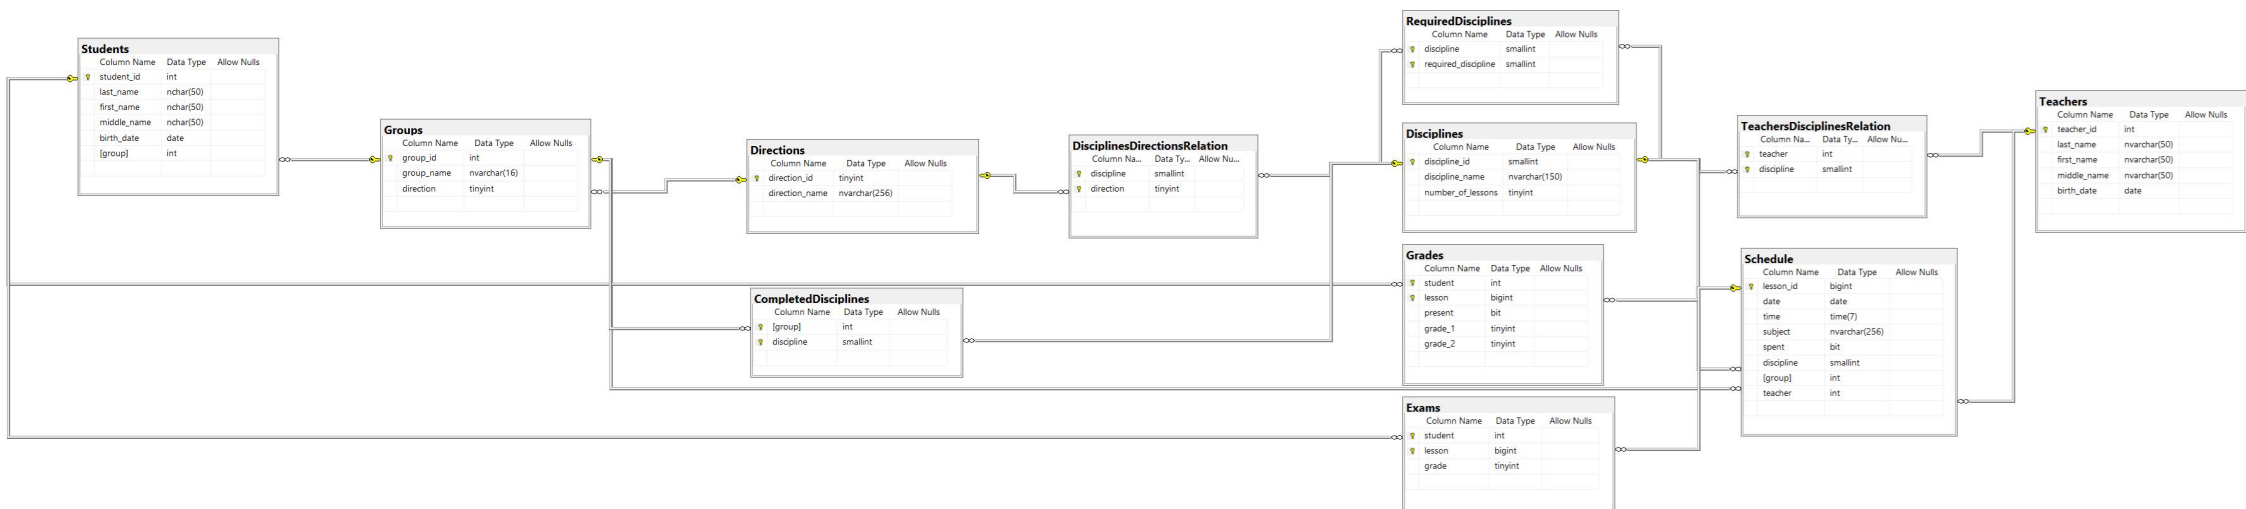 Students
Column Name Data Type Allow Nulls
student_id int
last_name nchar(50)
first_name nchar(50)
middle_name nchar(50)
birth_date date
[group] int
Groups
Column Name Data Type Allow Nulls
group_id int
group_name nvarchar(16)
direction tinyint
Directions
Column Name Data Type Allow Nulls
direction_id tinyint
direction_name nvarchar(256)
DisciplinesDirectionsRelation
Column Na... Data Ty... Allow Nu...
discipline smallint
direction tinyint
CompletedDisciplines
Column Name Data Type Allow Nulls
[group] int
discipline smallint
RequiredDisciplines
Column Name Data Type Allow Nulls
discipline smallint
required_discipline smallint
Disciplines
Column Name Data Type Allow Nulls
discipline_id smallint
discipline_name nvarchar(150)
number_of_lessons tinyint
Grades
Column Name Data Type Allow Nulls
student int
lesson bigint
present bit
grade_1 tinyint
grade_2 tinyint
Exams
Column Name Data Type Allow Nulls
student int
lesson bigint
grade tinyint
TeachersDisciplinesRelation
Column Na... Data Ty... Allow Nu...
teacher int
discipline smallint
Schedule
Column Name Data Type Allow Nulls
lesson_id bigint
date date
time time(7)
subject nvarchar(256)
spent bit
discipline smallint
[group] int
teacher int
Teachers
Column Name Data Type Allow Nulls
teacher_id int
last_name nvarchar(50)
first_name nvarchar(50)
middle_name nvarchar(50)
birth_date date